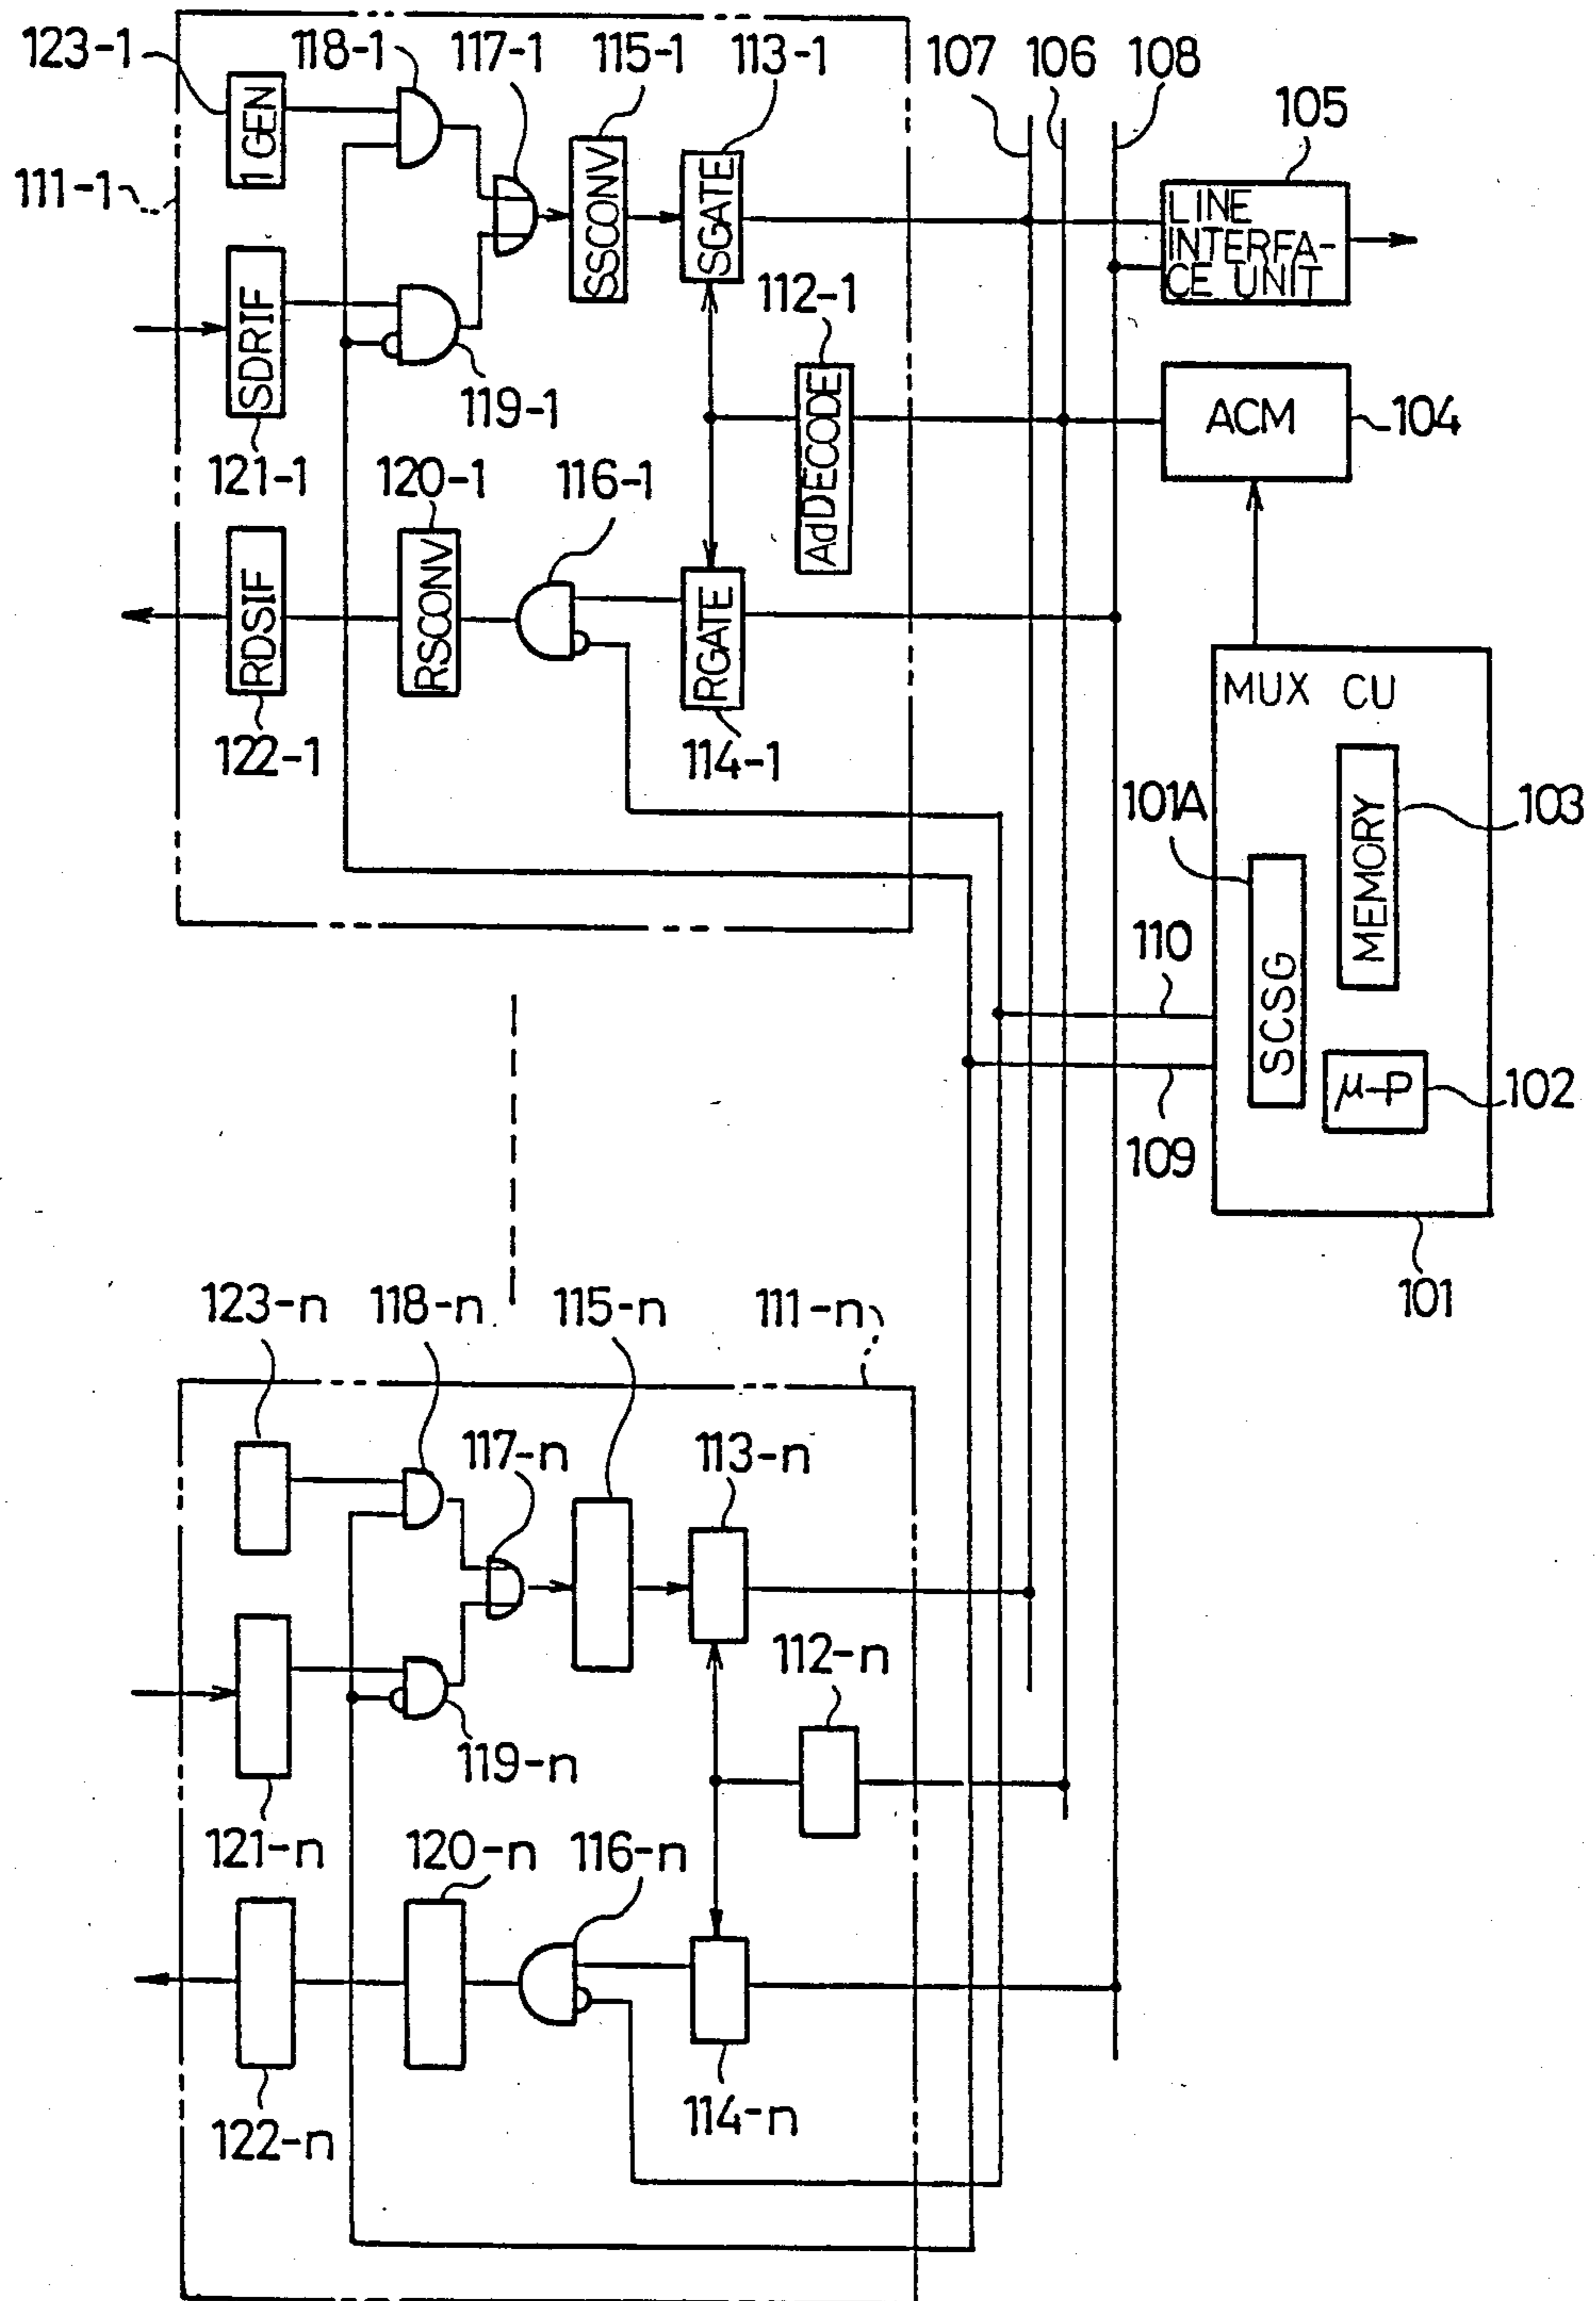 123-1
118-1
117-1
115-1
113-1
107
106
108
105
1 GEN
111-1
SSCONV
SGATE
LINE
INTERFA-
CE UNIT
SDRIF
112-1
119-1
AdDECODE
ACM
104
121-1
120-1
116-1
RDSIF
RSCONV
RGATE
122-1
114-1
MUX CU
101A
MEMORY
103
110
SCSG
μ-P
102
109
101
123-n
118-n
115-n
111-n
117-n
113-n
112-n
119-n
121-n
120-n
116-n
122-n
114-n